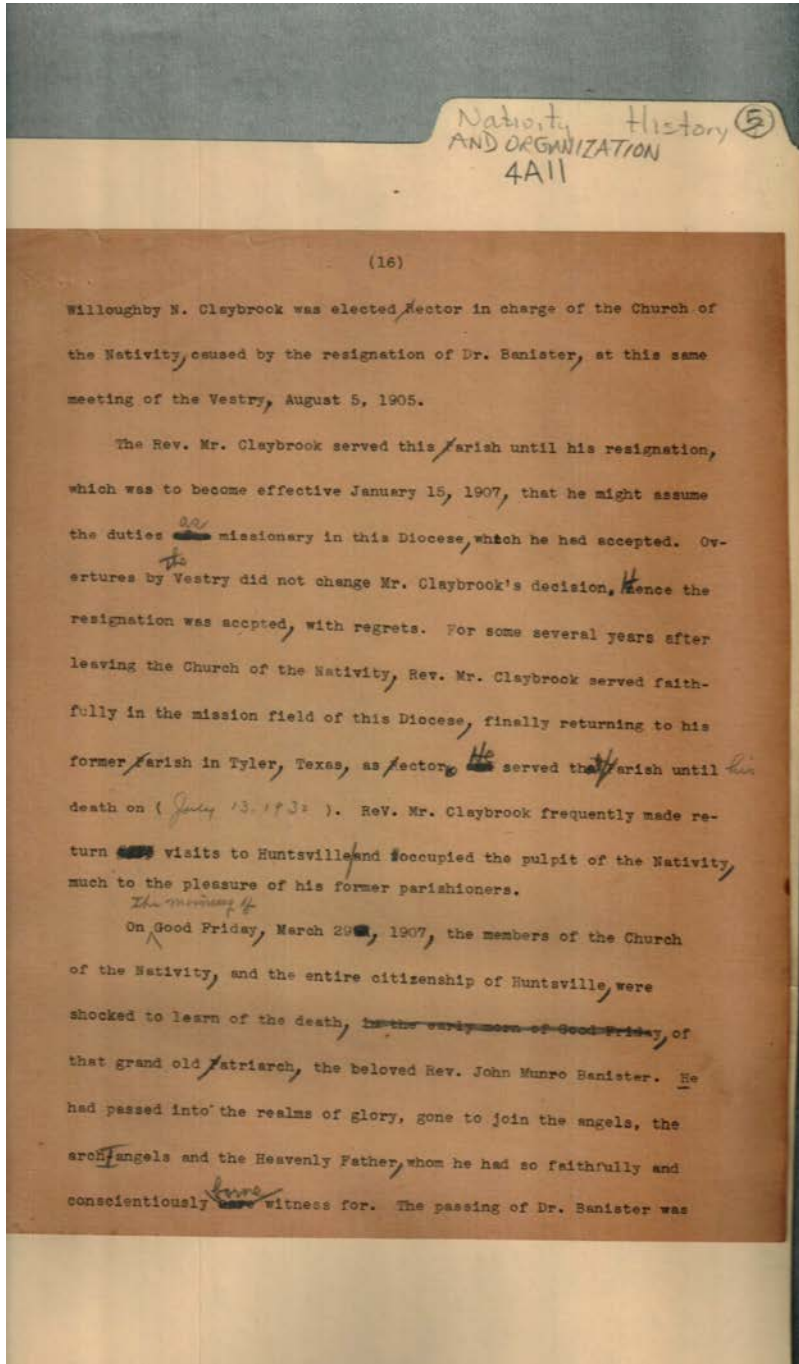 Nativity History 5
AND ORGANIZATION
4A11
(16)
Willoughby N. Claybrook was elected Rector in charge of the Church of
the Nativity, caused by the resignation of Dr. Banister, at this same
meeting of the Vestry, August 5, 1905.
The Rev. Mr. Claybrook served this Parish until his resignation,
which was to become effective January 15, 1907, that he might assume
the duties as missionary in this Diocese, which he had accepted. Ov-
ertures by the Vestry did not change Mr. Claybrook's decision, Hence the
resignation was accpted, with regrets. For some several years after
leaving the Church of the Nativity, Rev. Mr. Claybrook served faith-
fully in the mission field of this Diocese, finally returning to his
former Parish in Tyler, Texas, as Rector. He served that Parish until his
death on ( July 13. 1930 ). ReV. Mr. Claybrook frequently made re-
turn visits to Huntsville and occupied the pulpit of the Nativity,
much to the pleasure of his former parishioners.
The morning of
On Good Friday, March 29, 1907, the members of the Church
of the Nativity, and the entire citizenship of Huntsville, were
shocked to learn of the death, in the early morn of Good Friday, of
that grand old Patriarch, the beloved Rev. John Munro Banister. He
had passed into the realms of glory, gone to join the angels, the
arch angels and the Heavenly Father, whom he had so faithfully and
conscientiously borne witness for. The passing of Dr. Banister was